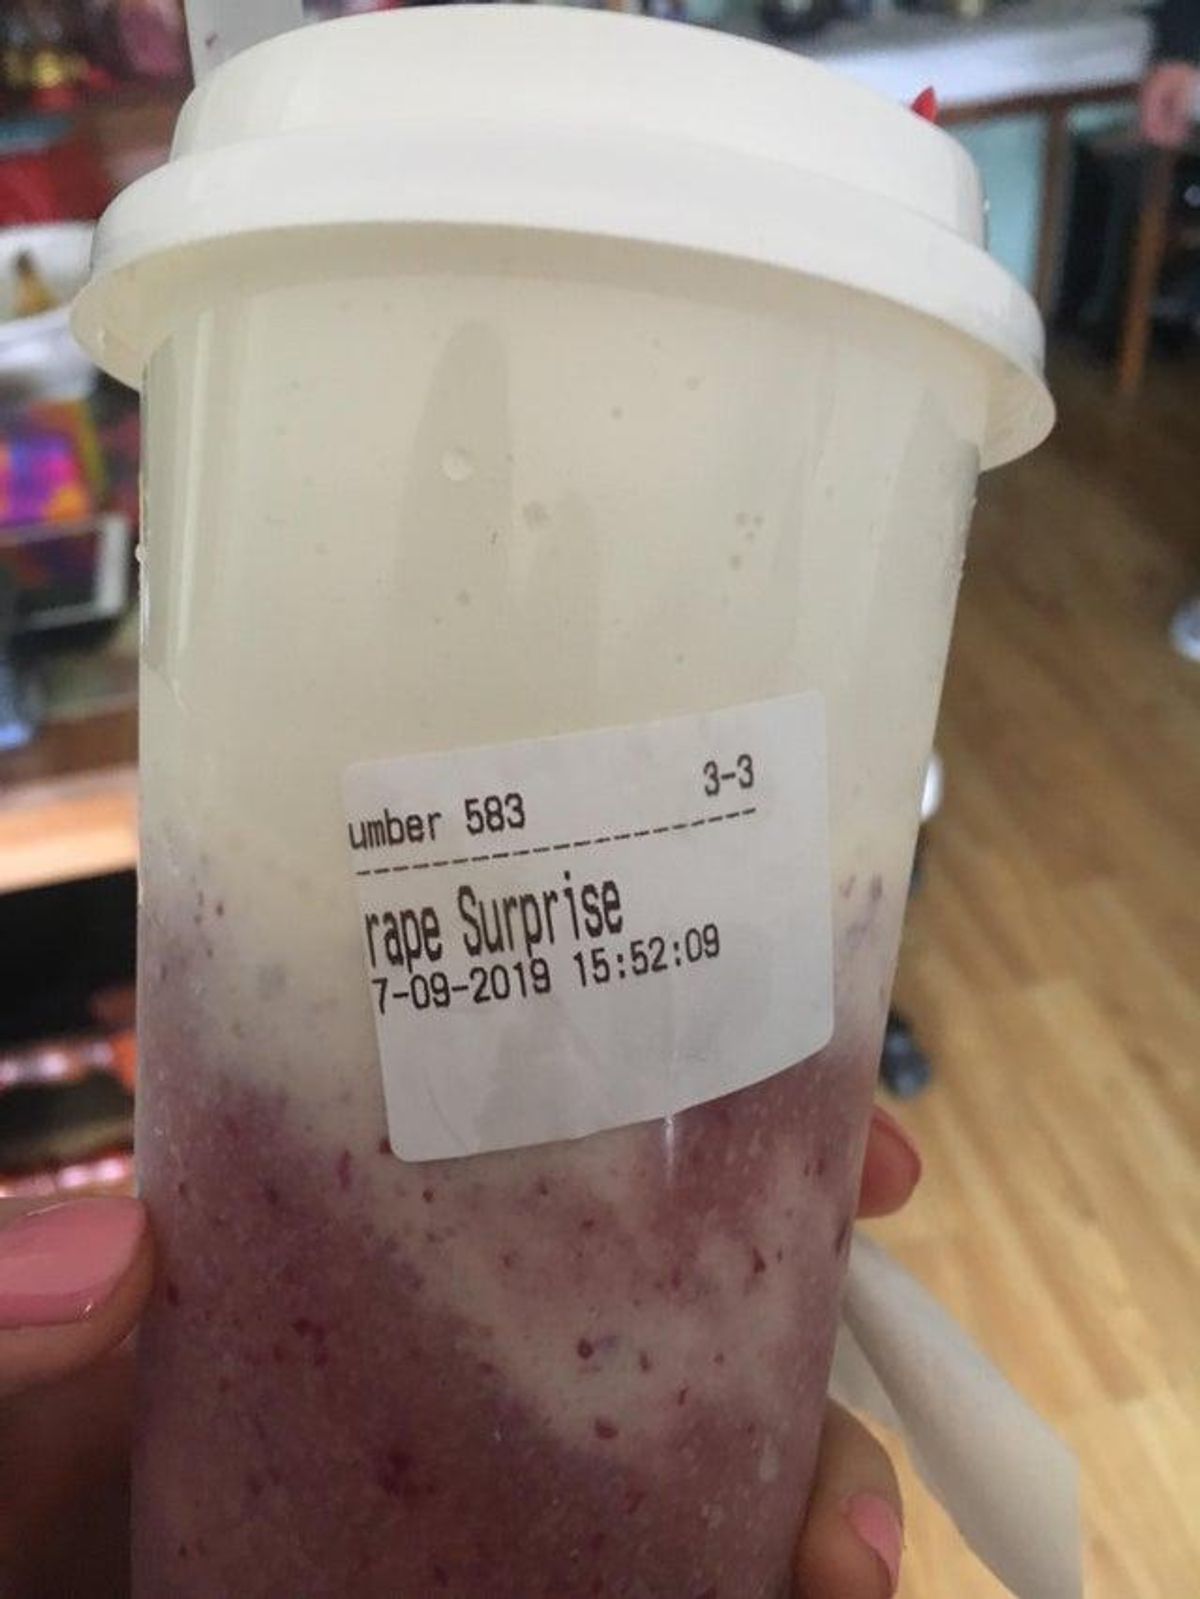 umber 583 3-3
rape Surprise
7-09-2019 15:52:09